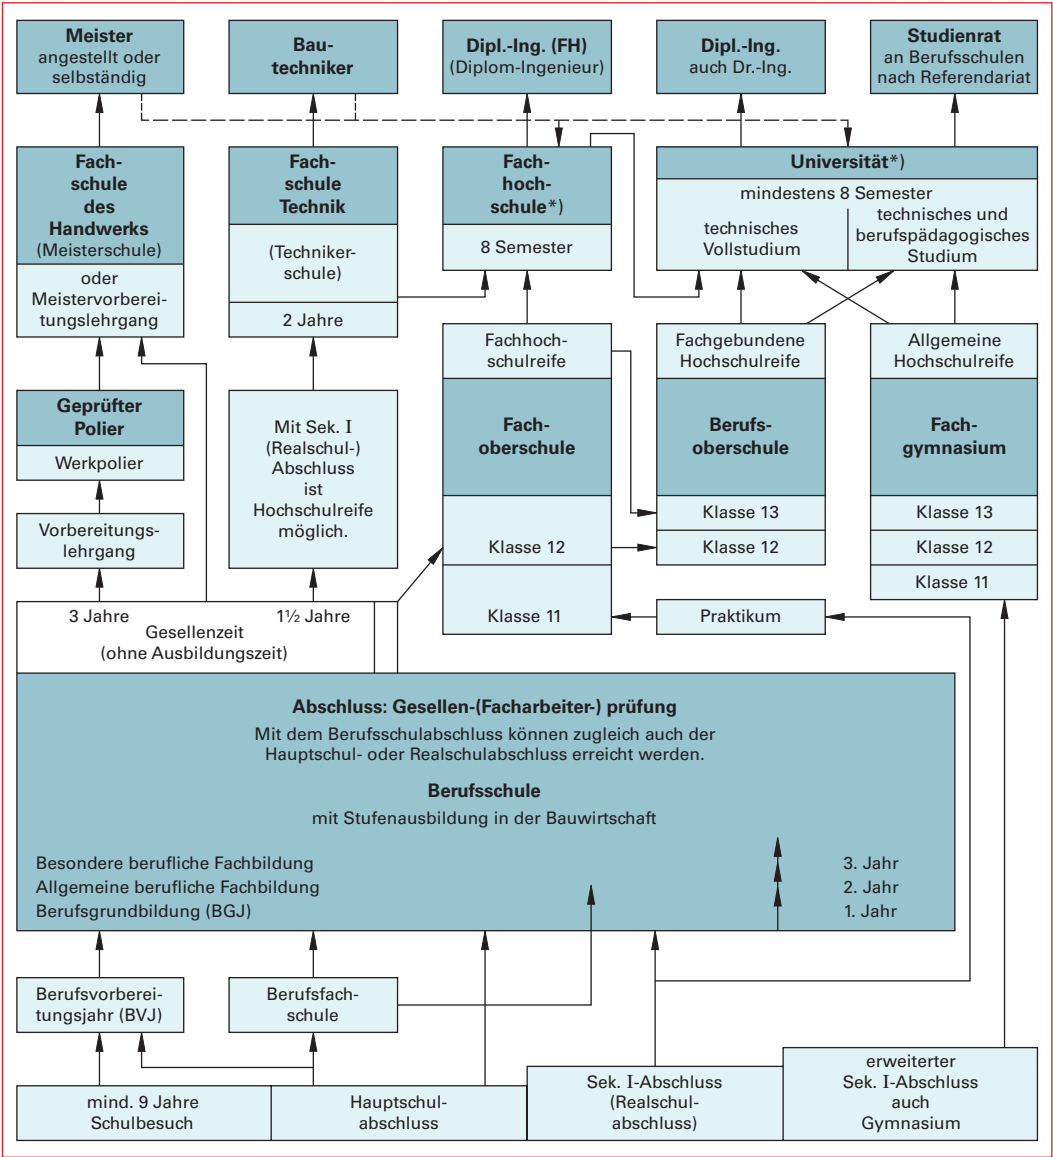 Meister
angestellt oder
selbständig
Bau-
techniker
Dipl.-Ing. (FH)
(Diplom-Ingenieur)
Dipl.-Ing.
auch Dr.-Ing.
Studienrat
an Berufsschulen
nach Referendariat
Fach-
schule
des
Handwerks
(Meisterschule)
oder
Meistervorberei-
tungslehrgang
Fach-
schule
Technik
(Techniker-
schule)
2 Jahre
Fach-
hoch-
schule*)
8 Semester
Universität*)
mindestens 8 Semester
technisches
Vollstudium
technisches und
berufspädagogisches
Studium
Geprüfter
Polier
Werkpolier
Vorbereitungs-
lehrgang
Mit Sek. I
(Realschul-)
Abschluss
ist
Hochschulreife
möglich.
Fachhoch-
schulreife
Fach-
oberschule
Klasse 12
Klasse 11
Fachgebundene
Hochschulreife
Berufs-
oberschule
Klasse 13
Klasse 12
Praktikum
Allgemeine
Hochschulreife
Fach-
gymnasium
Klasse 13
Klasse 12
Klasse 11
3 Jahre
1½ Jahre
Gesellenzeit
(ohne Ausbildungszeit)
Abschluss: Gesellen-(Facharbeiter-) prüfung
Mit dem Berufsschulabschluss können zugleich auch der
Hauptschul- oder Realschulabschluss erreicht werden.
Berufsschule
mit Stufenausbildung in der Bauwirtschaft
Besondere berufliche Fachbildung 3. Jahr
Allgemeine berufliche Fachbildung 2. Jahr
Berufsgrundbildung (BGJ) 1. Jahr
Berufsvorberei-
tungsjahr (BVJ)
Berufsfach-
schule
mind. 9 Jahre
Schulbesuch
Hauptschul-
abschluss
Sek. I-Abschluss
(Realschul-
abschluss)
erweiterter
Sek. I-Abschluss
auch
Gymnasium